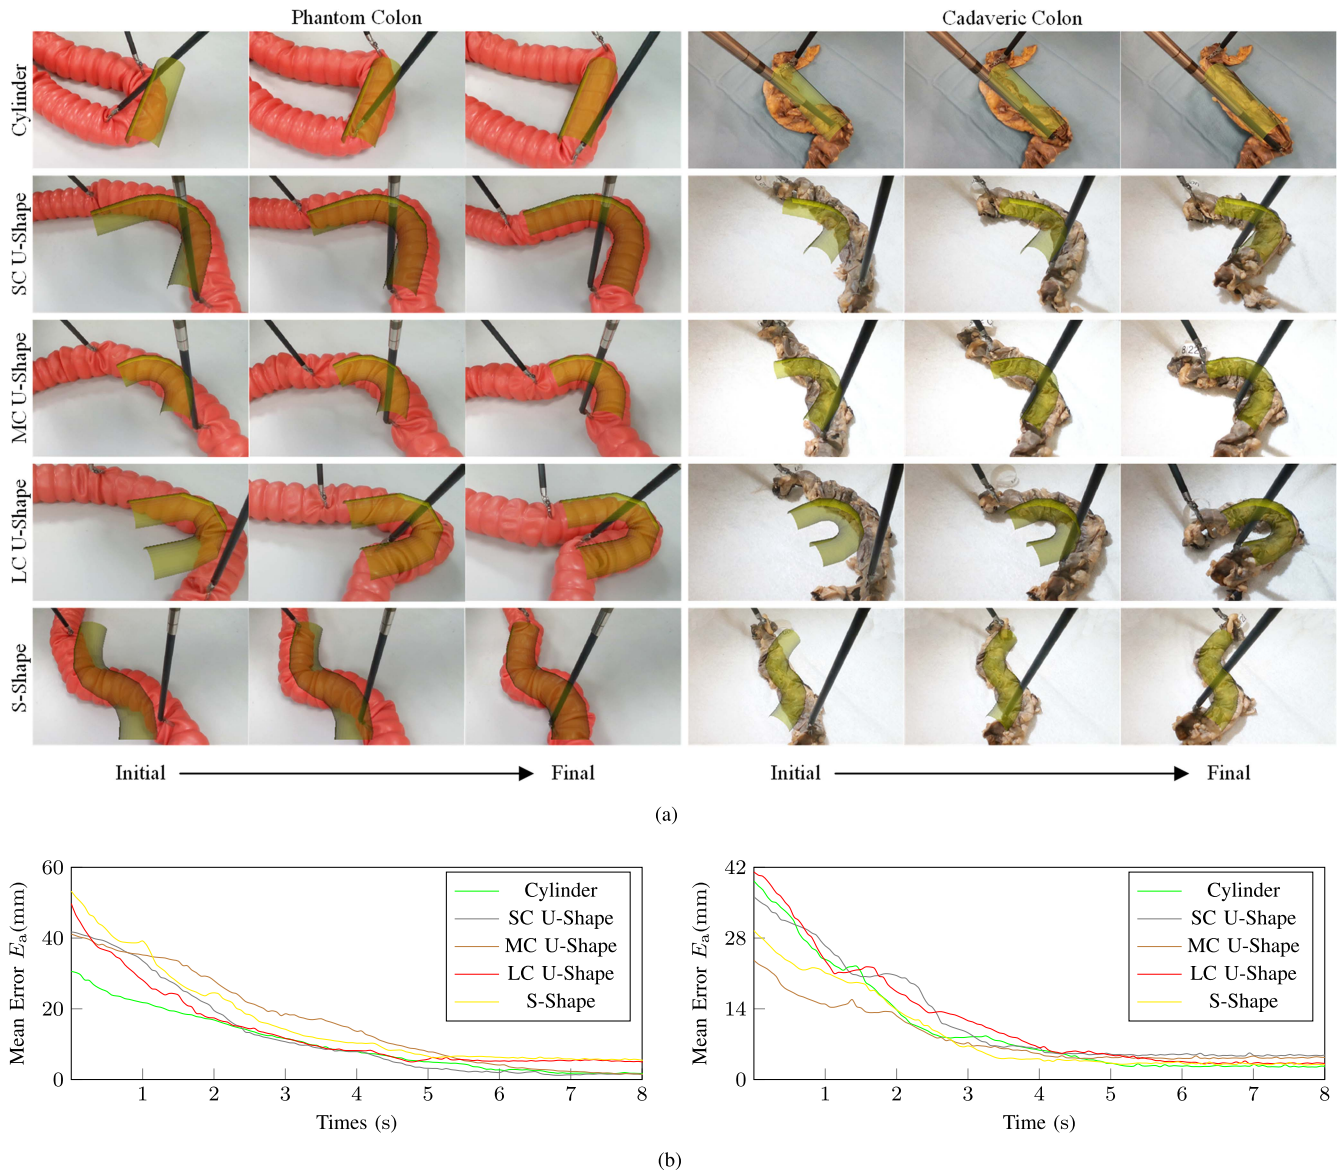 Phantom Colon
Cadaveric Colon
Cylinder
SC U-Shape
MC U-Shape
LC U-Shape
S-Shape
Initial
Final
Initial
Final
(a)
60
40
20
0
Mean Error Ea(mm)
1 2 3 4 5 6 7 8
Times (s)
Cylinder
SC U-Shape
MC U-Shape
LC U-Shape
S-Shape
42
28
14
0
Mean Error Ea(mm)
1 2 3 4 5 6 7 8
Time (s)
Cylinder
SC U-Shape
MC U-Shape
LC U-Shape
S-Shape
(b)